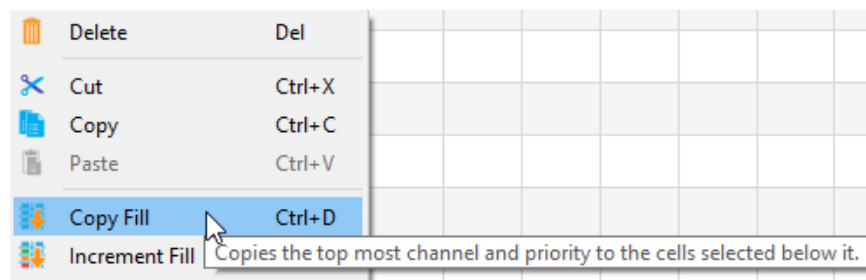 Delete Del
Cut Ctrl+X
Copy Ctrl+C
Paste Ctrl+V
Copy Fill Ctrl+D
Increment Fill
Copies the top most channel and priority to the cells selected below it.